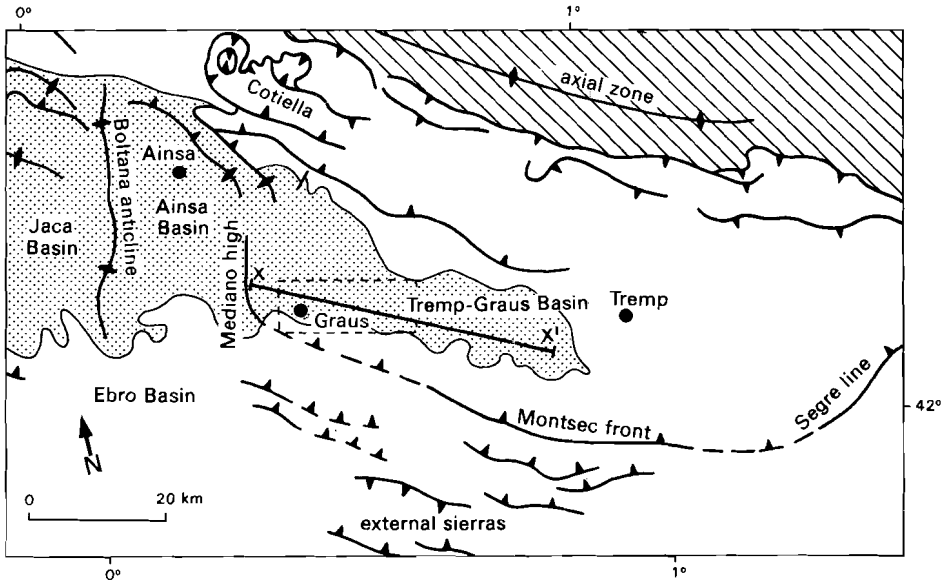 0°
1°
axial zone
N
Cotiella
Boltana anticline
Ainsa
Ainsa
Basin
Jaca
Basin
Mediano high
X
Tremp-Graus Basin
Tremp
Graus
X'
Ebro Basin
Montsec front
Segre line
42°
N
0
20 km
external sierras
0°
1°